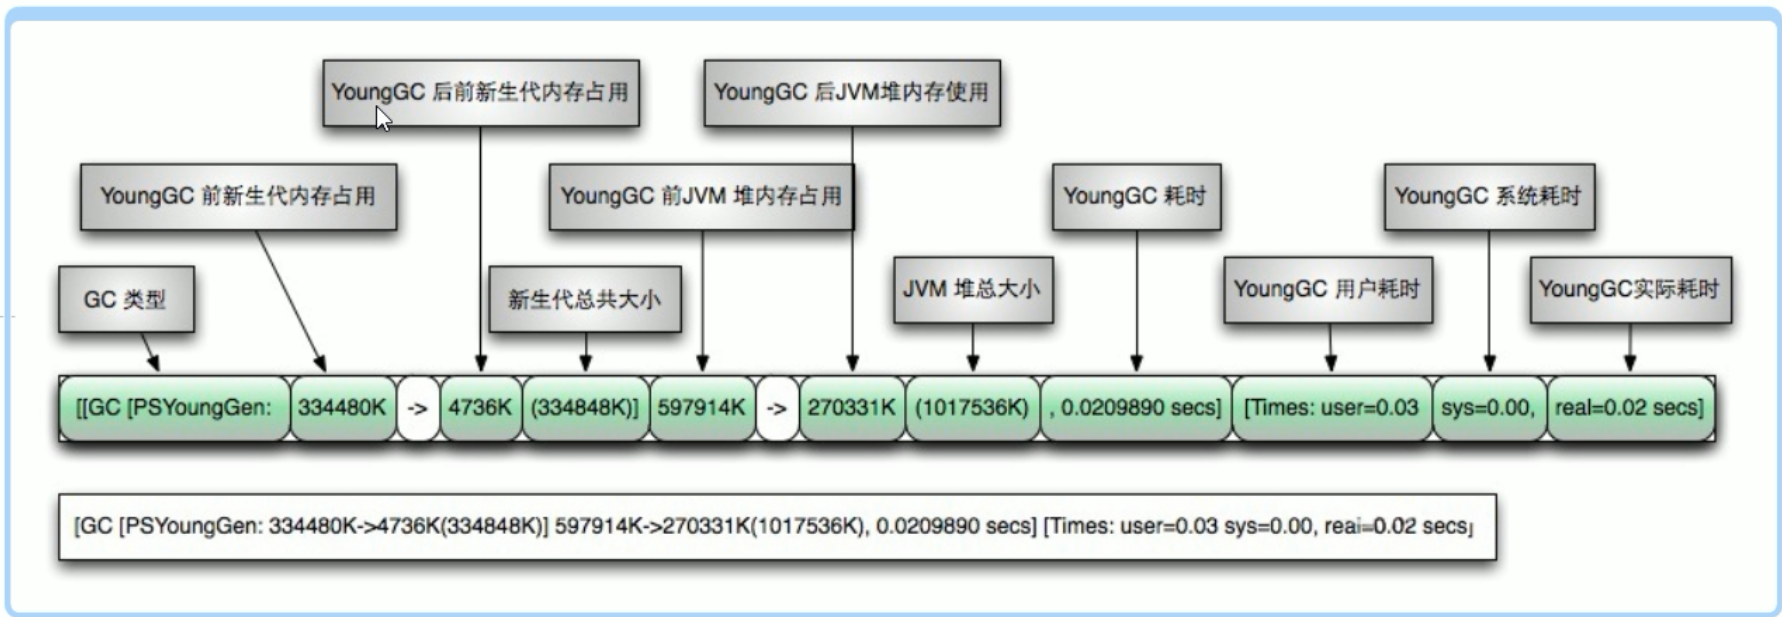 YoungGC 后前新生代内存占用
YoungGC 后JVM堆内存使用
YoungGC 前新生代内存占用
YoungGC 前JVM 堆内存占用
YoungGC 耗时
YoungGC 系统耗时
GC 类型
新生代总共大小
JVM 堆总大小
YoungGC 用户耗时
YoungGC实际耗时
[[GC [PSYoungGen: 334480K -> 4736K (334848K)] 597914K -> 270331K (1017536K) , 0.0209890 secs] [Times: user=0.03 sys=0.00, real=0.02 secs]
[GC [PSYoungGen: 334480K->4736K(334848K)] 597914K->270331K(1017536K), 0.0209890 secs] [Times: user=0.03 sys=0.00, real=0.02 secs]